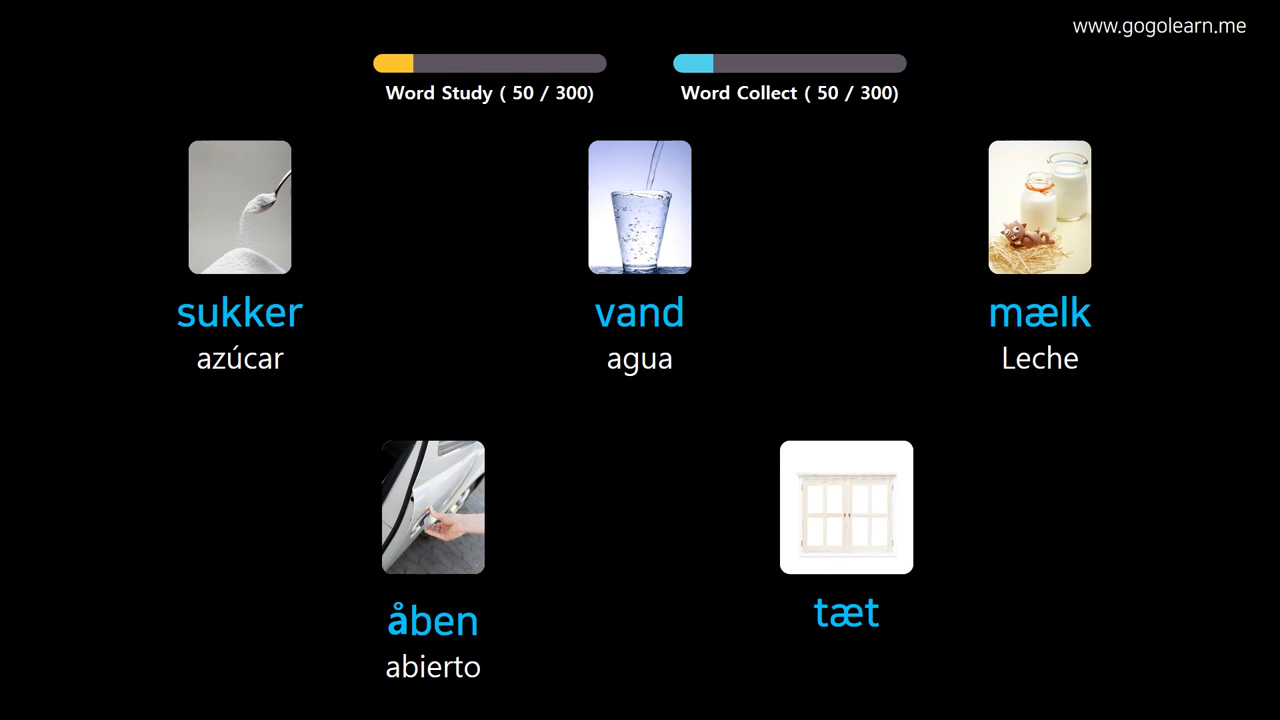 www.gogolearn.me
Word Study ( 50 / 300)
Word Collect ( 50 / 300)
sukker
azúcar
vand
agua
mælk
Leche
åben
abierto
tæt